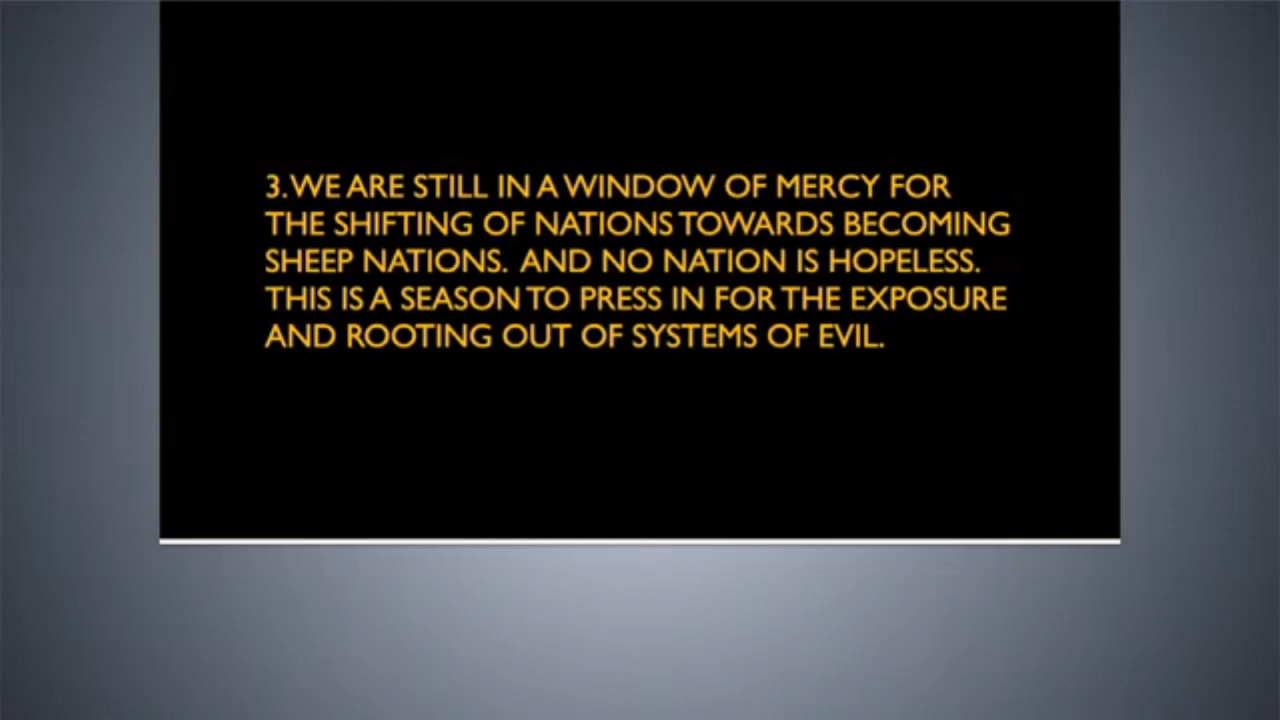 3. WE ARE STILL IN A WINDOW OF MERCY FOR
THE SHIFTING OF NATIONS TOWARDS BECOMING
SHEEP NATIONS. AND NO NATION IS HOPELESS.
THIS IS A SEASON TO PRESS IN FOR THE EXPOSURE
AND ROOTING OUT OF SYSTEMS OF EVIL.